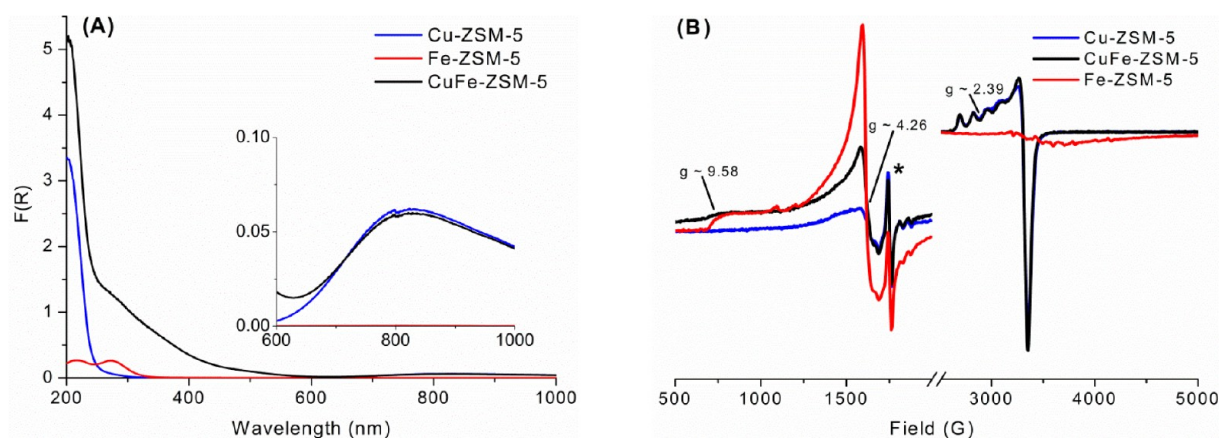 (A)
Cu-ZSM-5
Fe-ZSM-5
CuFe-ZSM-5
F(R)
5
4
3
2
1
0
200
400
600
800
1000
Wavelength (nm)
0.10
0.05
0.00
600
800
1000
(B)
Cu-ZSM-5
CuFe-ZSM-5
Fe-ZSM-5
g ~ 2.39
g ~ 4.26
g ~ 9.58
*
500
1000
1500
3000
4000
5000
Field (G)